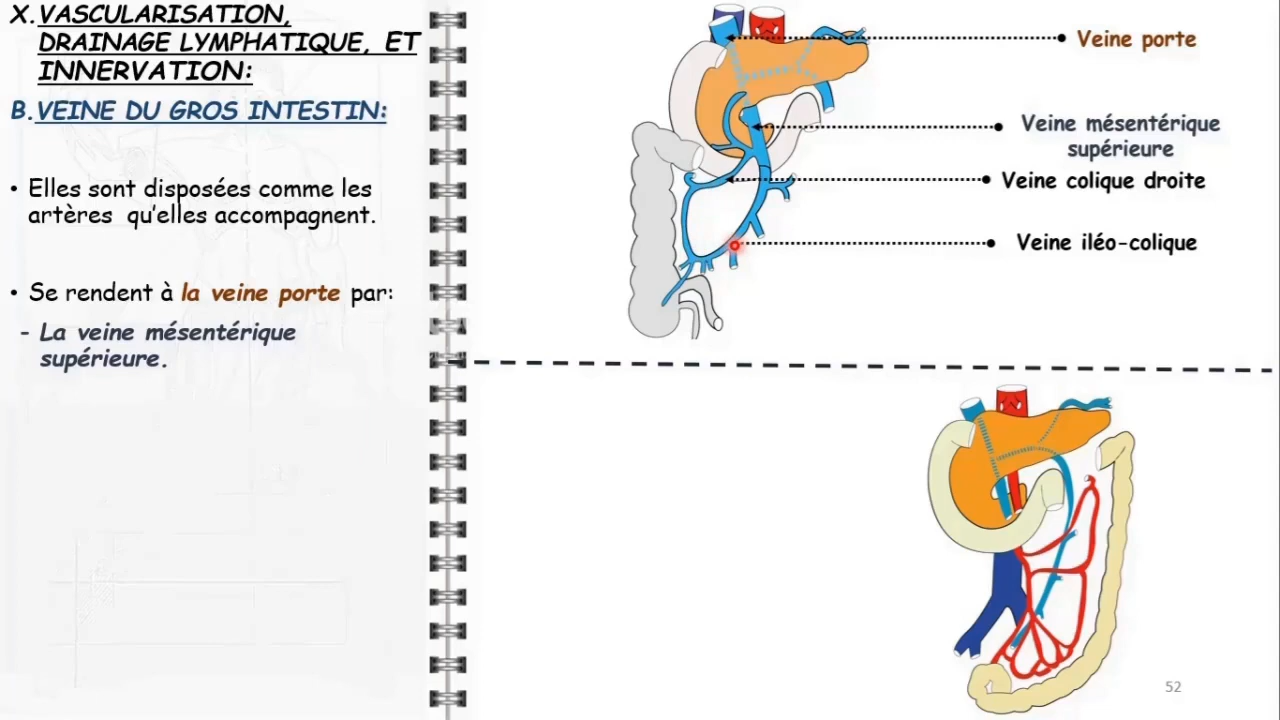 X. VASCULARISATION,
DRAINAGE LYMPHATIQUE, ET
INNERVATION:
B. VEINE DU GROS INTESTIN:
• Elles sont disposées comme les
artères qu'elles accompagnent.
• Se rendent à la veine porte par:
- La veine mésentérique
supérieure.
Veine porte
Veine mésentérique
supérieure
Veine colique droite
Veine iléo-colique
52